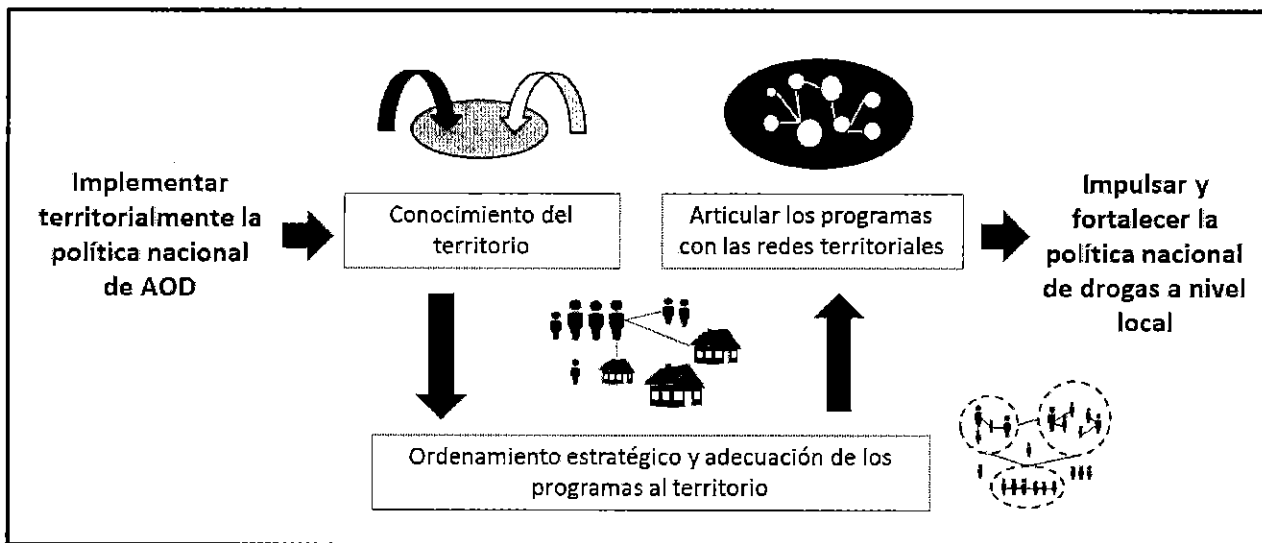 Implementar
territorialmente la
política nacional
de AOD
Conocimiento del
territorio
Ordenamiento estratégico y adecuación de los
programas al territorio
Articular los programas
con las redes territoriales
Impulsar y
fortalecer la
política nacional
de drogas a nivel
local